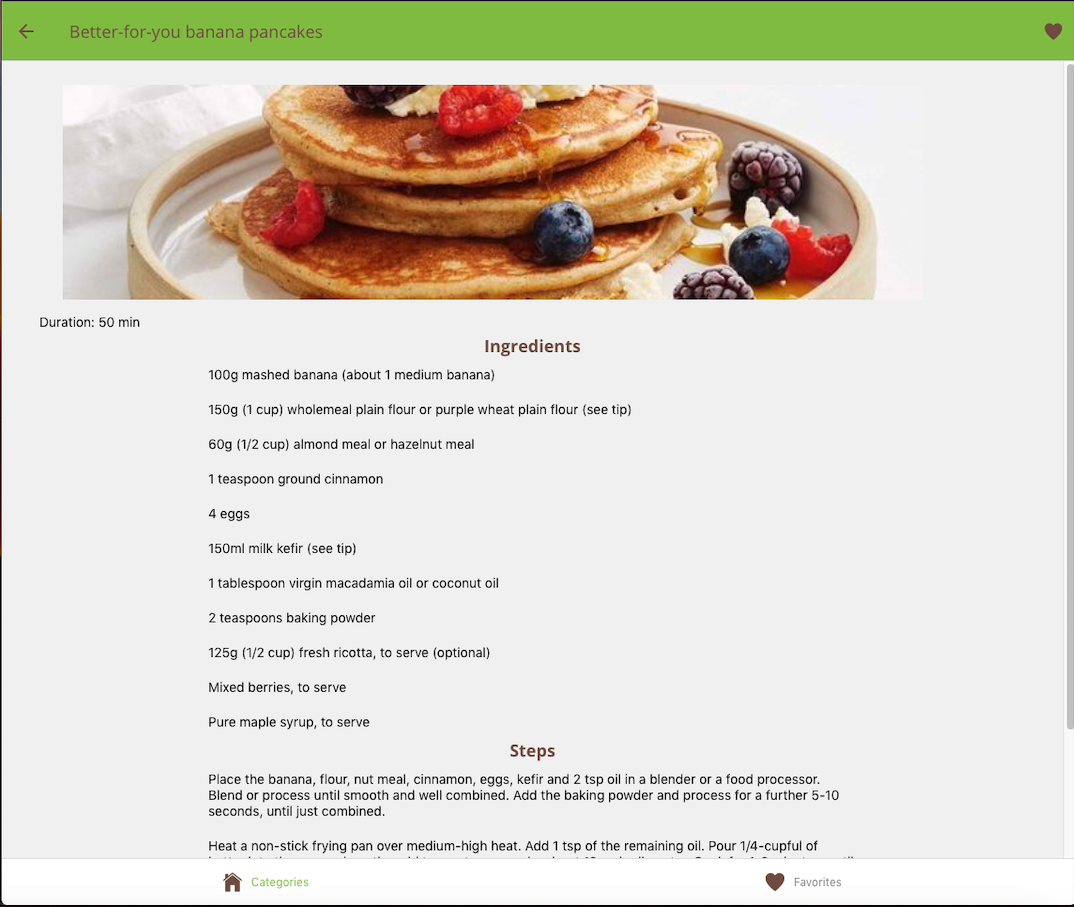 Better-for-you banana pancakes
Duration: 50 min
Ingredients
100g mashed banana (about 1 medium banana)
150g (1 cup) wholemeal plain flour or purple wheat plain flour (see tip)
60g (1/2 cup) almond meal or hazelnut meal
1 teaspoon ground cinnamon
4 eggs
150ml milk kefir (see tip)
1 tablespoon virgin macadamia oil or coconut oil
2 teaspoons baking powder
125g (1/2 cup) fresh ricotta, to serve (optional)
Mixed berries, to serve
Pure maple syrup, to serve
Steps
Place the banana, flour, nut meal, cinnamon, eggs, kefir and 2 tsp oil in a blender or a food processor.
Blend or process until smooth and well combined. Add the baking powder and process for a further 5-10
seconds, until just combined.
Heat a non-stick frying pan over medium-high heat. Add 1 tsp of the remaining oil. Pour 1/4-cupful of
Categories
Favorites